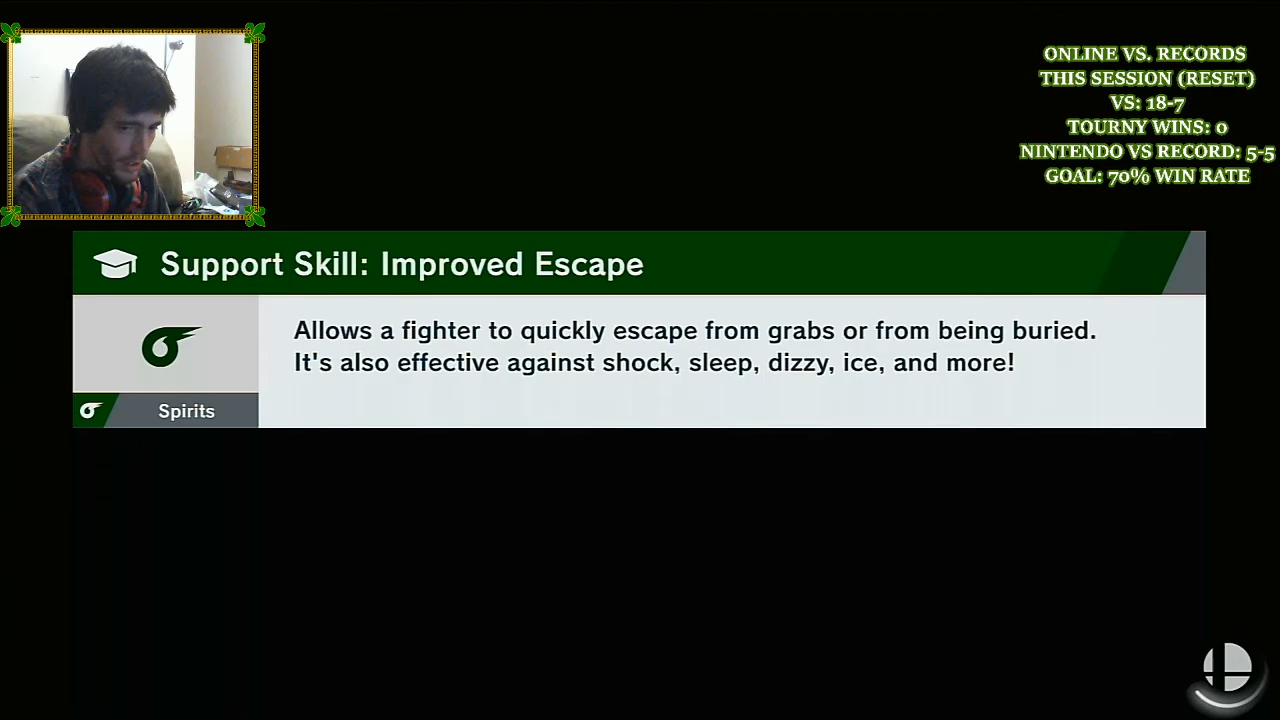 ONLINE VS. RECORDS
THIS SESSION (RESET)
VS: 18-7
TOURNY WINS: 0
NINTENDO VS RECORD: 5-5
GOAL: 70% WIN RATE
Support Skill: Improved Escape
Allows a fighter to quickly escape from grabs or from being buried.
It's also effective against shock, sleep, dizzy, ice, and more!
Spirits